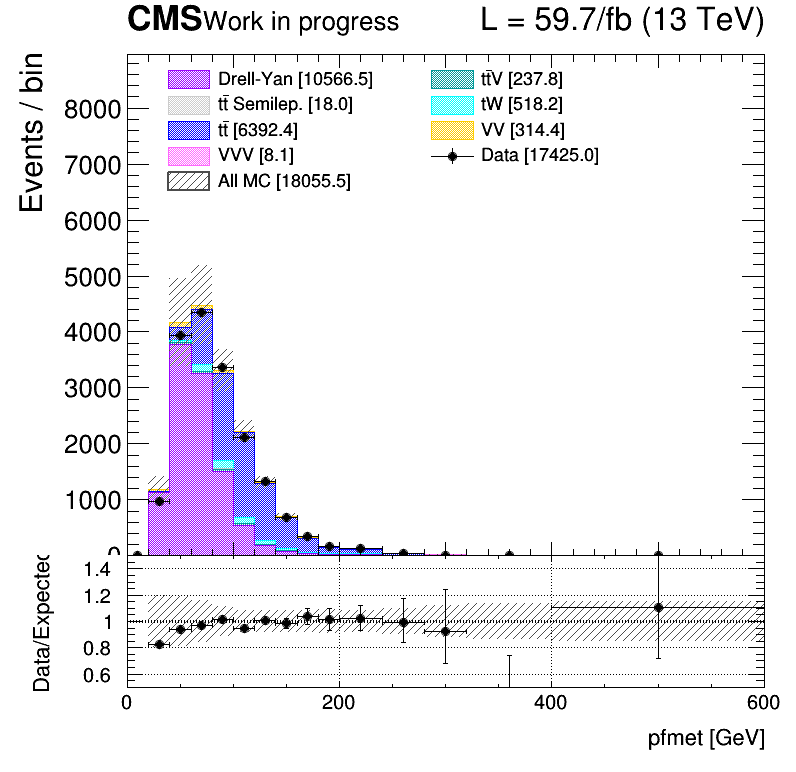 CMS Work in progress L = 59.7/fb (13 TeV)
Events / bin
Drell-Yan [10566.5]
tt̄ Semilep. [18.0]
tt̄ [6392.4]
VVV [8.1]
All MC [18055.5]
tt̄V [237.8]
tW [518.2]
VV [314.4]
Data [17425.0]
8000
7000
6000
5000
4000
3000
2000
1000
0
Data/Expected
1.4
1.2
1
0.8
0.6
0 200 400 600
pfmet [GeV]